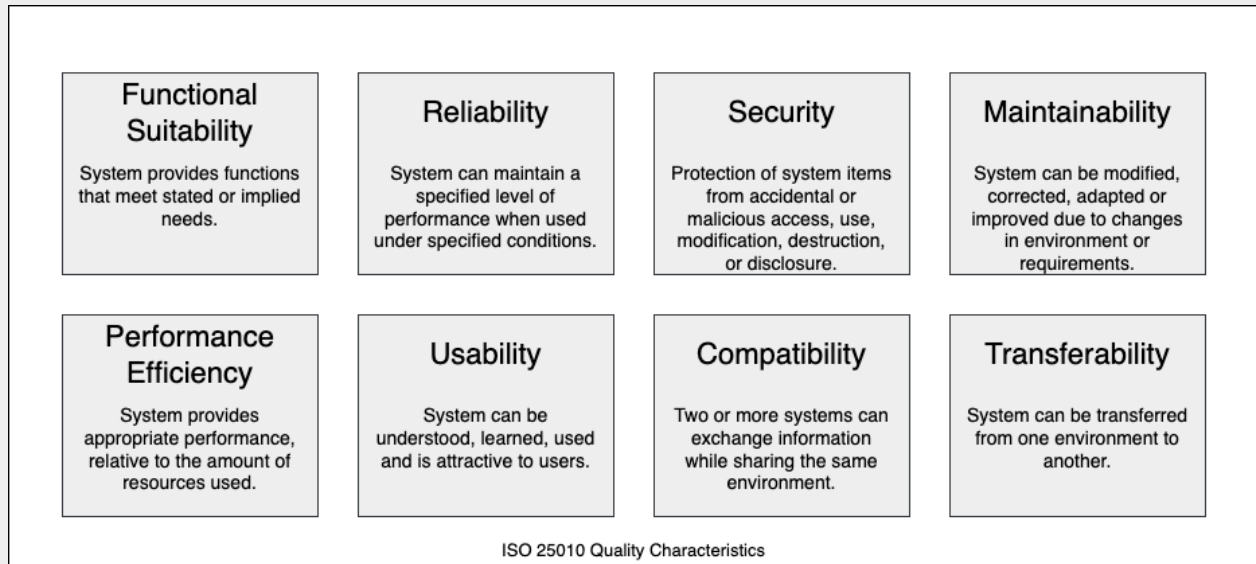 Functional
Suitability
System provides functions
that meet stated or implied
needs.
Reliability
System can maintain a
specified level of
performance when used
under specified conditions.
Security
Protection of system items
from accidental or
malicious access, use,
modification, destruction,
or disclosure.
Maintainability
System can be modified,
corrected, adapted or
improved due to changes
in environment or
requirements.
Performance
Efficiency
System provides
appropriate performance,
relative to the amount of
resources used.
Usability
System can be
understood, learned, used
and is attractive to users.
Compatibility
Two or more systems can
exchange information
while sharing the same
environment.
Transferability
System can be transferred
from one environment to
another.
ISO 25010 Quality Characteristics